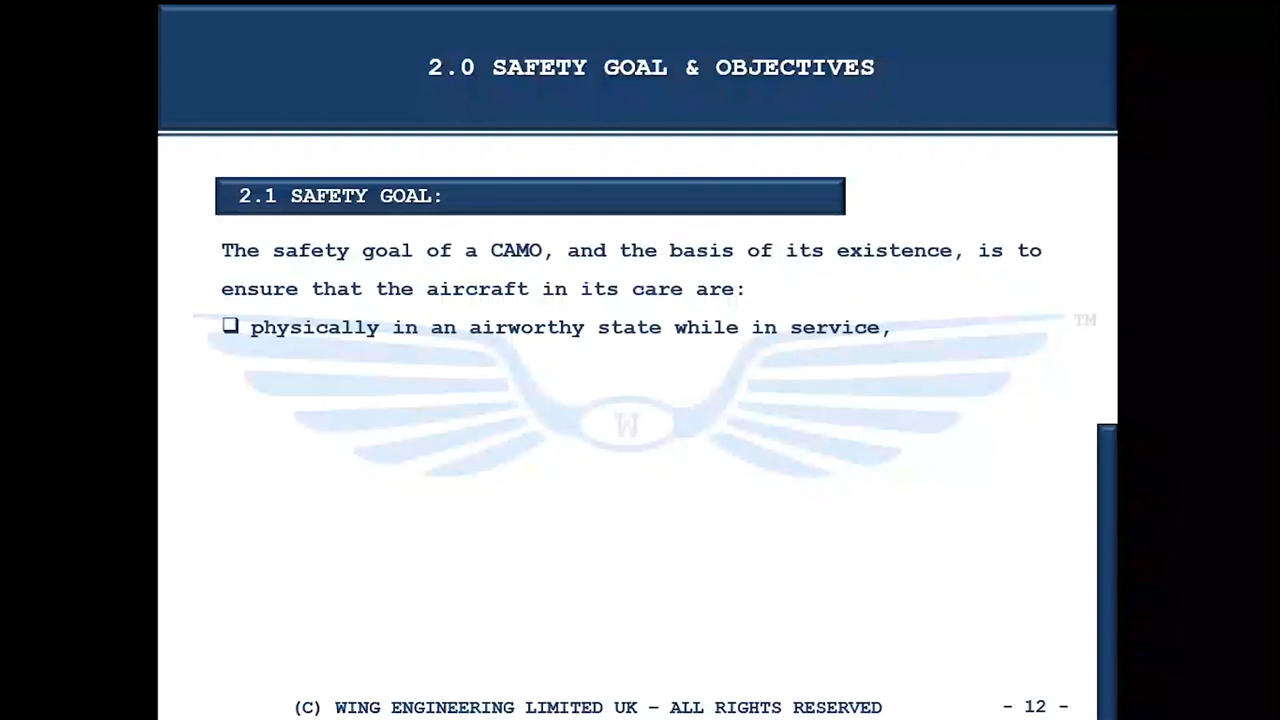 2.0 SAFETY GOAL & OBJECTIVES
2.1 SAFETY GOAL:
The safety goal of a CAMO, and the basis of its existence, is to
ensure that the aircraft in its care are:
❑ physically in an airworthy state while in service,
TM
W
(C) WING ENGINEERING LIMITED UK – ALL RIGHTS RESERVED
- 12 -